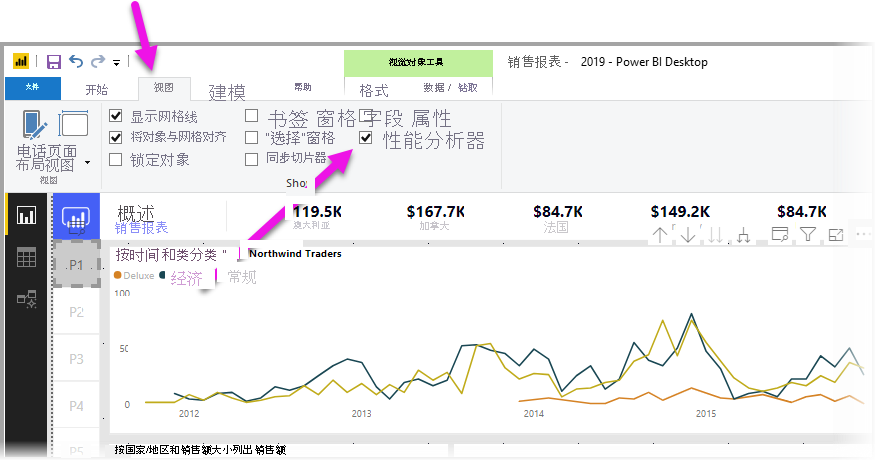 视觉对象工具
销售报表 - 2019 - Power BI Desktop
文件 开始 视图 建模 帮助 格式 数据 / 钻取
显示网格线 书签 窗格 字段 属性
将对象与网格对齐 "选择"窗格 性能分析器
锁定对象 同步切片器
电话页面
布局视图
视图
Sho
概述
销售报表
119.5K $167.7K $84.7K $149.2K $84.7K
澳大利亚 加拿大 法国
按时间和类分类 " Northwind Traders
Deluxe 经济 常规
P1
P2
P3
P4
P5
100
50
0
2012 2013 2014 2015
按国家/地区和销售额大小列出销售额